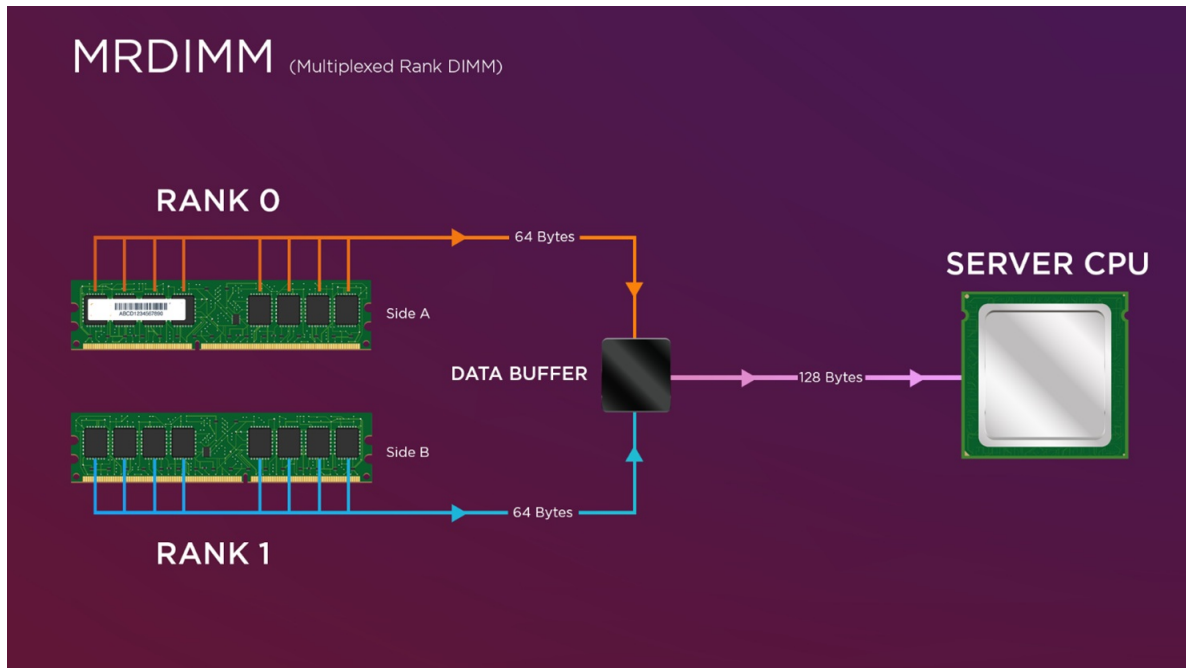 MRDIMM (Multiplexed Rank DIMM)
RANK 0
64 Bytes
ABCD1234567890
Side A
SERVER CPU
DATA BUFFER
128 Bytes
Side B
64 Bytes
RANK 1